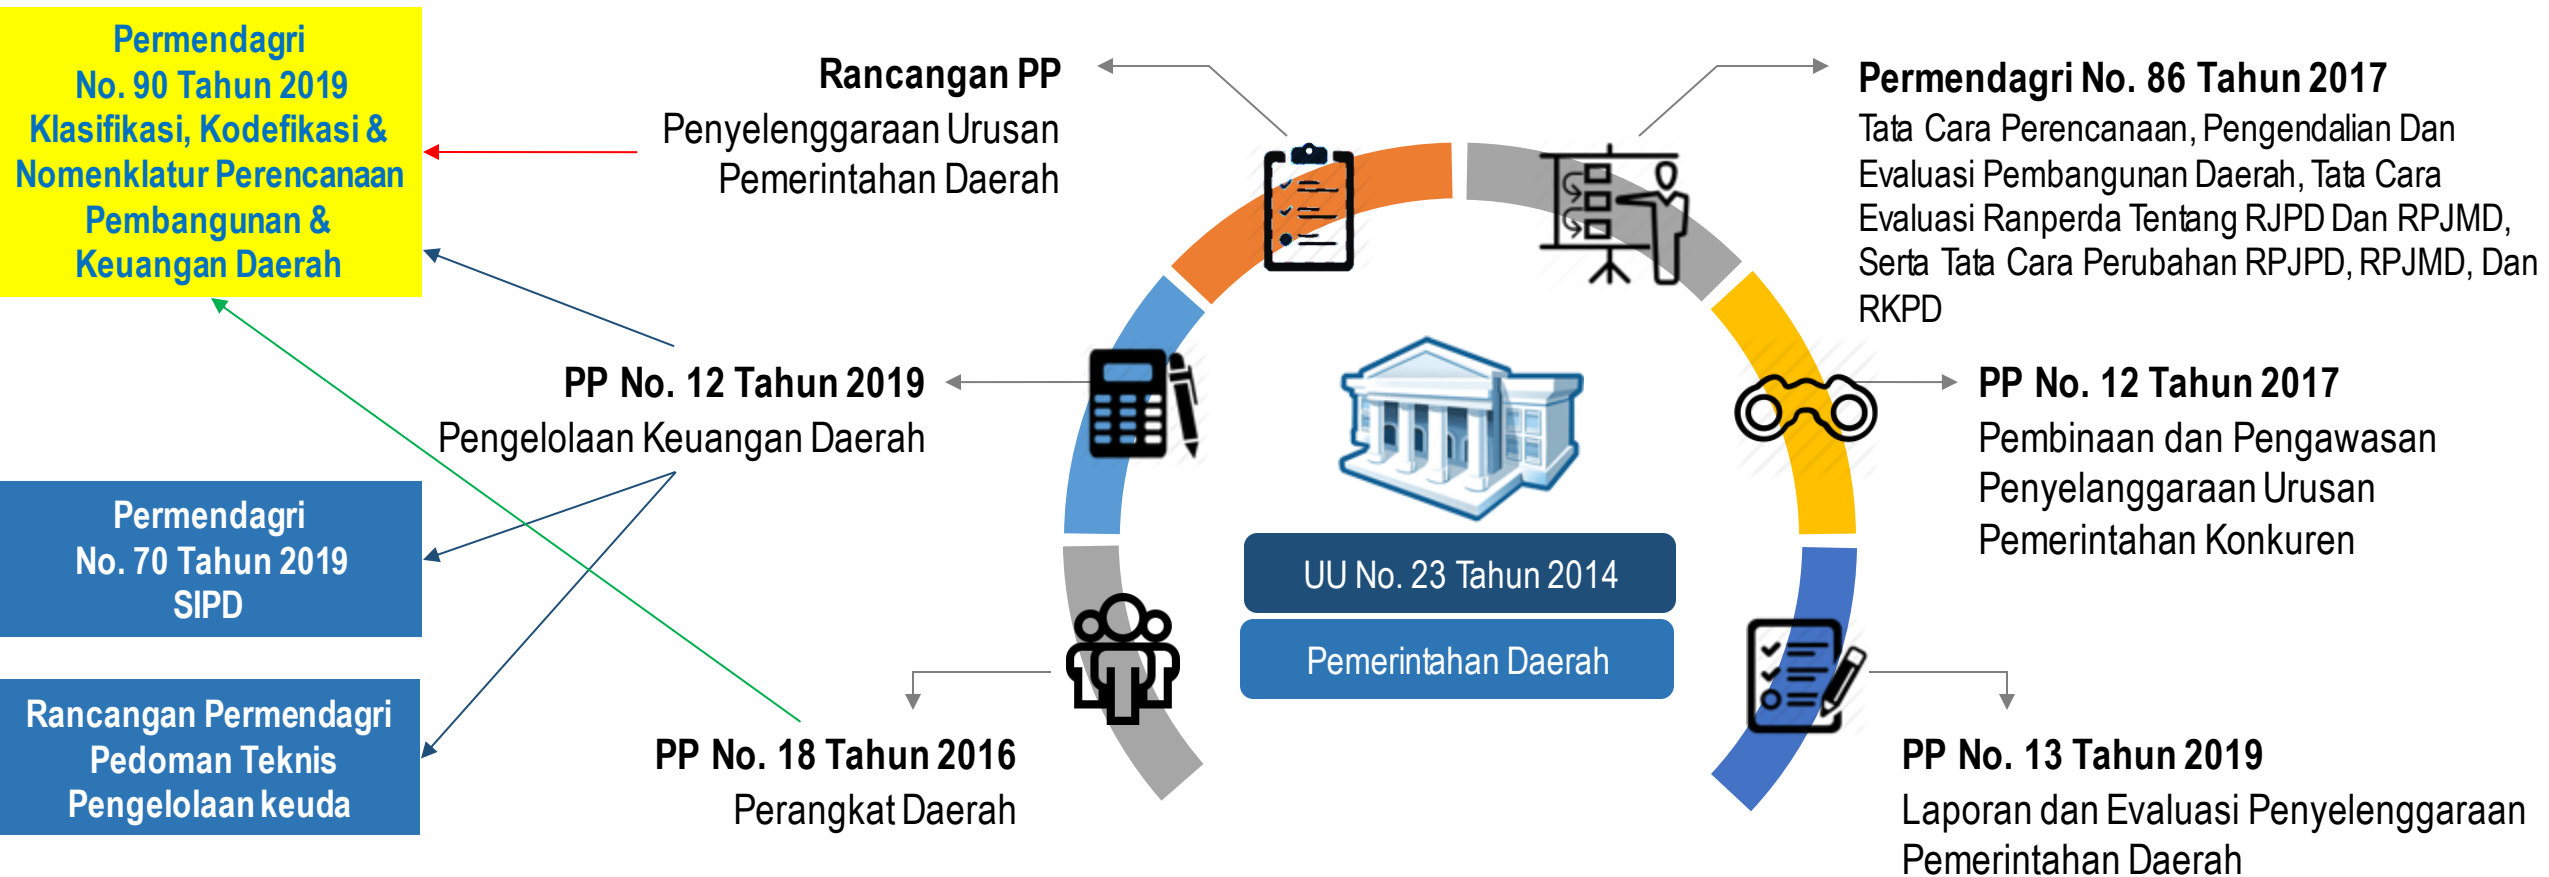 Permendagri
No. 90 Tahun 2019
Klasifikasi, Kodefikasi &
Nomenklatur Perencanaan
Pembangunan &
Keuangan Daerah
Permendagri
No. 70 Tahun 2019
SIPD
Rancangan Permendagri
Pedoman Teknis
Pengelolaan keuda
Rancangan PP
Penyelenggaraan Urusan
Pemerintahan Daerah
PP No. 12 Tahun 2019
Pengelolaan Keuangan Daerah
PP No. 18 Tahun 2016
Perangkat Daerah
UU No. 23 Tahun 2014
Pemerintahan Daerah
Permendagri No. 86 Tahun 2017
Tata Cara Perencanaan, Pengendalian Dan
Evaluasi Pembangunan Daerah, Tata Cara
Evaluasi Ranperda Tentang RJPD Dan RPJMD,
Serta Tata Cara Perubahan RPJPD, RPJMD, Dan
RKPD
PP No. 12 Tahun 2017
Pembinaan dan Pengawasan
Penyelanggaraan Urusan
Pemerintahan Konkuren
PP No. 13 Tahun 2019
Laporan dan Evaluasi Penyelenggaraan
Pemerintahan Daerah